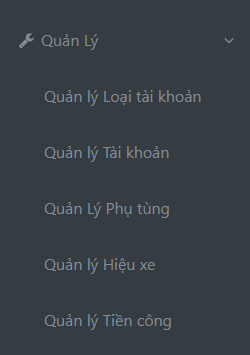 Quản Lý
Quản lý Loại tài khoản
Quản lý Tài khoản
Quản Lý Phụ tùng
Quản lý Hiệu xe
Quản lý Tiền công